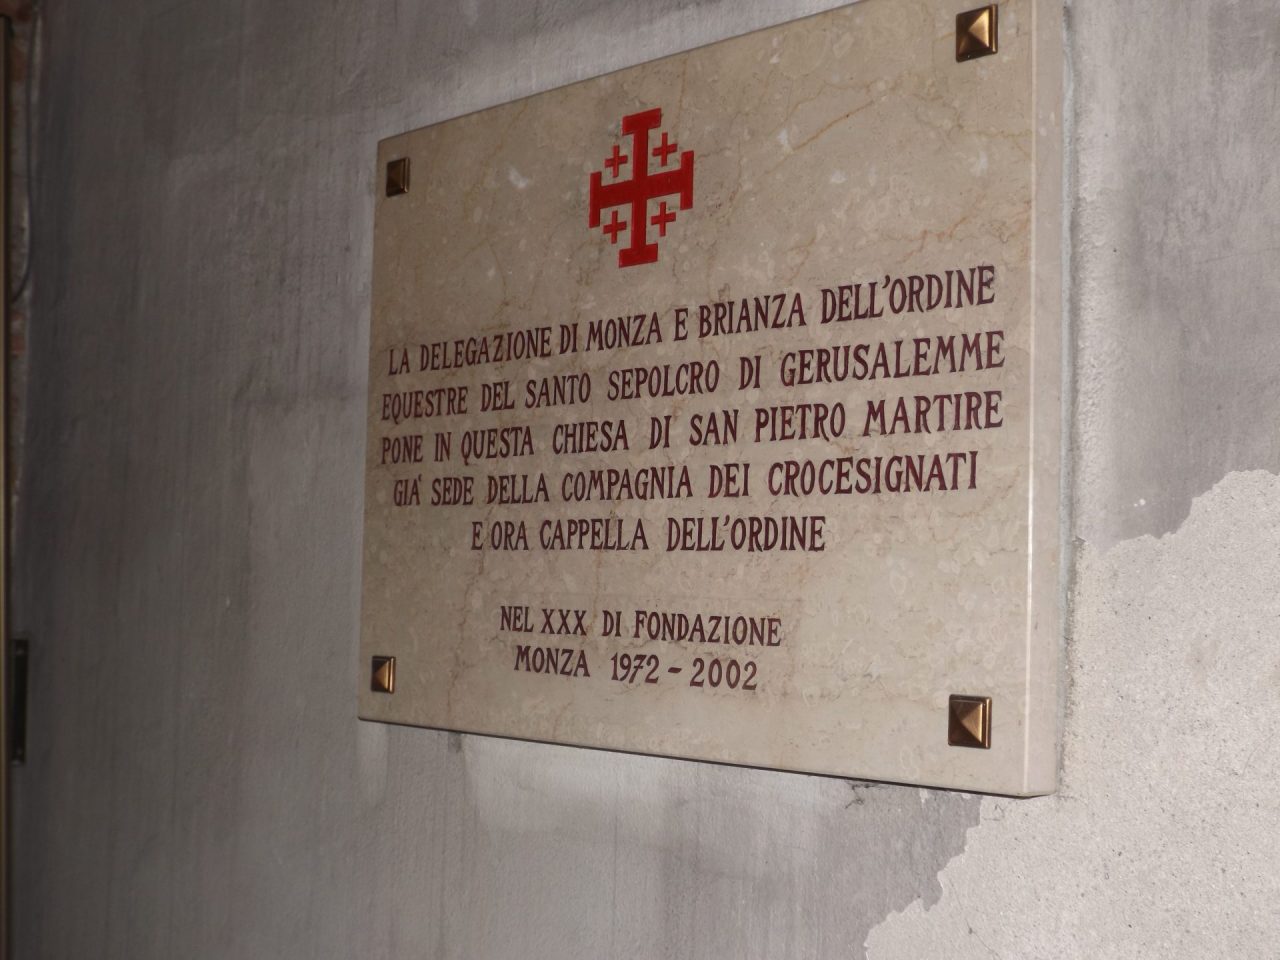 LA DELEGAZIONE DI MONZA E BRIANZA DELL'ORDINE
EQUESTRE DEL SANTO SEPOLCRO DI GERUSALEMME
PONE IN QUESTA CHIESA DI SAN PIETRO MARTIRE
GIA' SEDE DELLA COMPAGNIA DEI CROCESIGNATI
E ORA CAPPELLA DELL'ORDINE
NEL XXX DI FONDAZIONE
MONZA 1972 - 2002